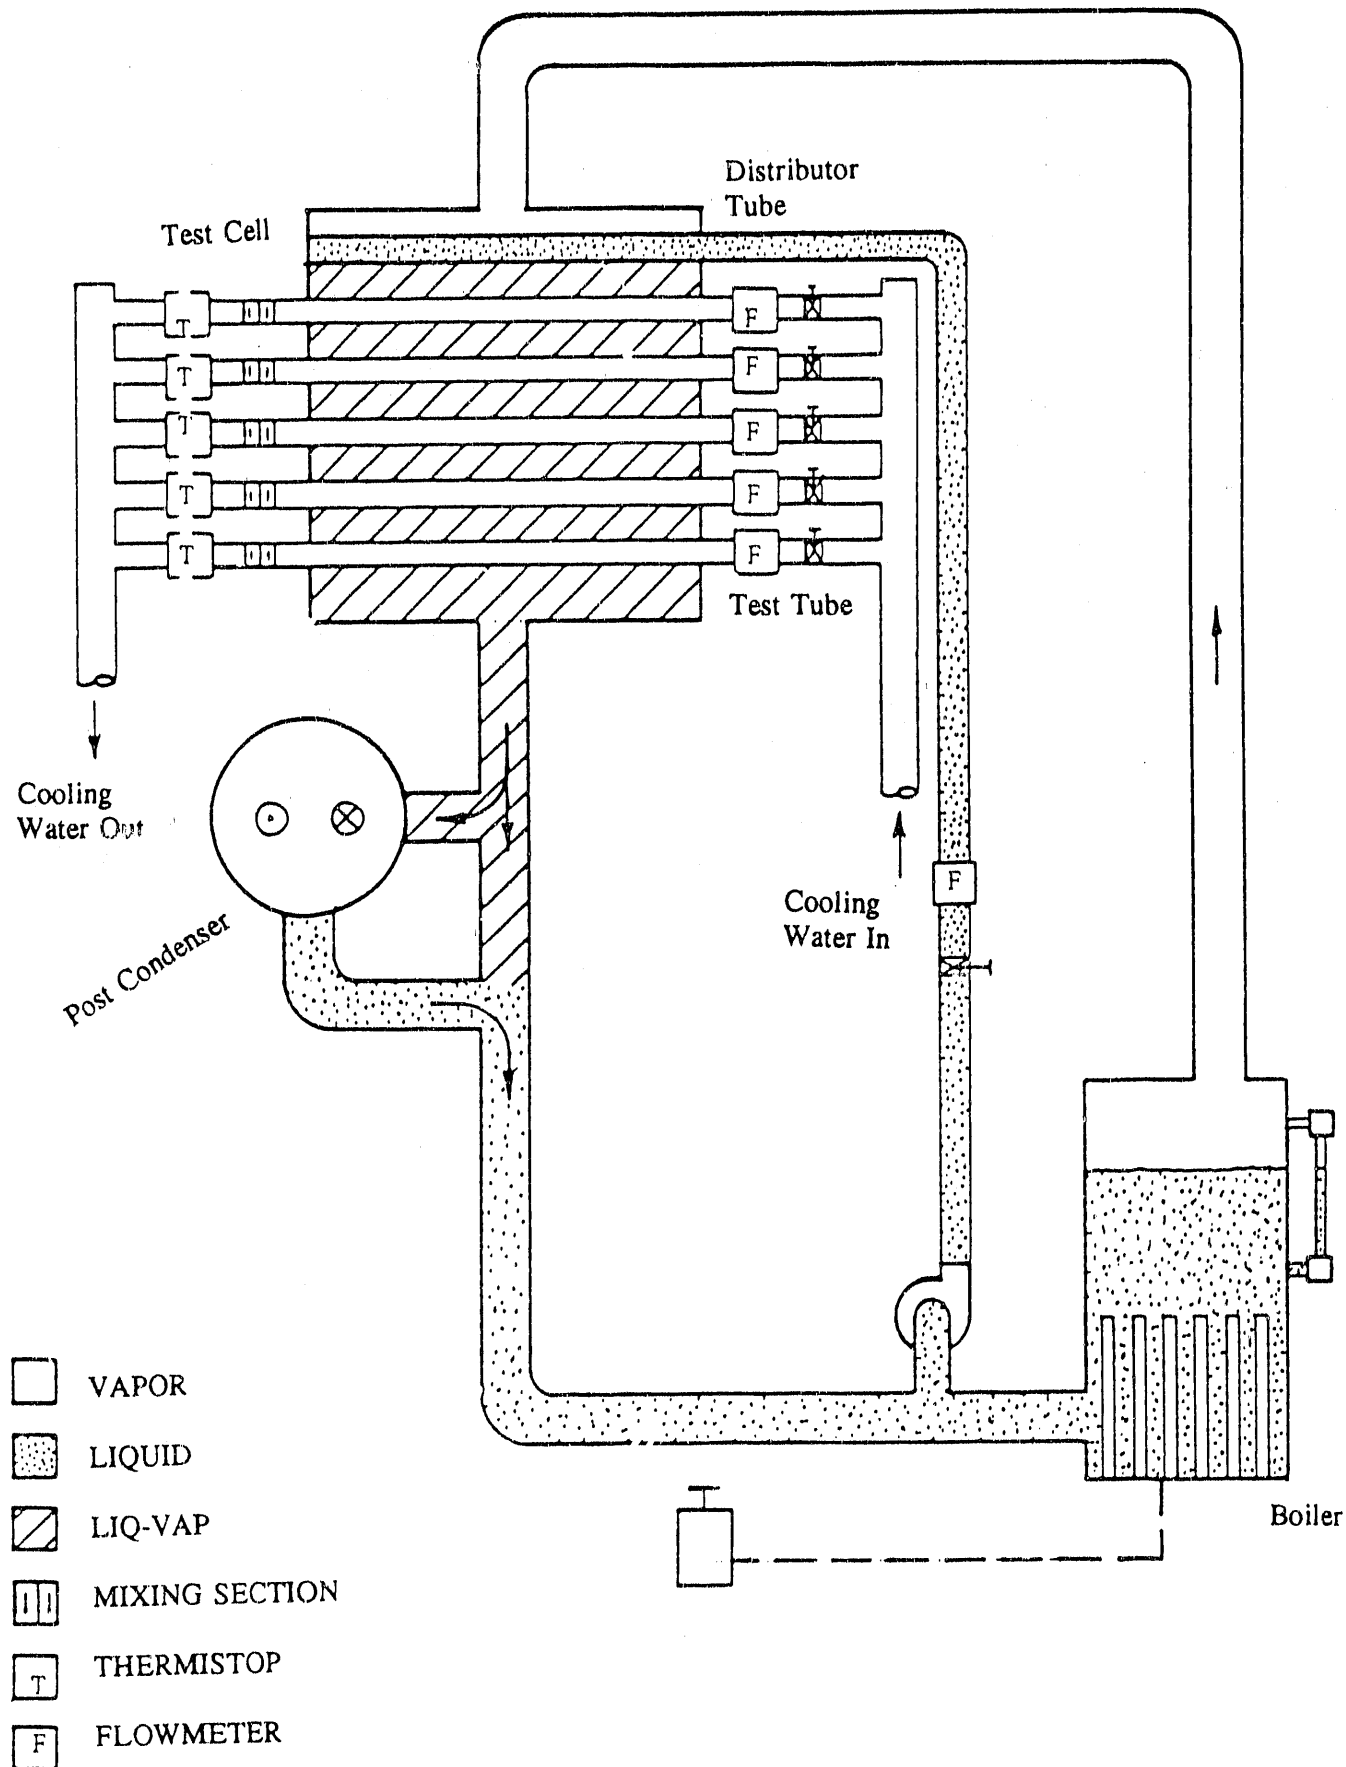 Distributor
Tube
Test Cell
T
F
T
F
T
F
T
F
T
F
Test Tube
Cooling
Water Out
Cooling
Water In
F
Post Condenser
Boiler
VAPOR
LIQUID
LIQ-VAP
MIXING SECTION
T
THERMISTOP
F
FLOWMETER